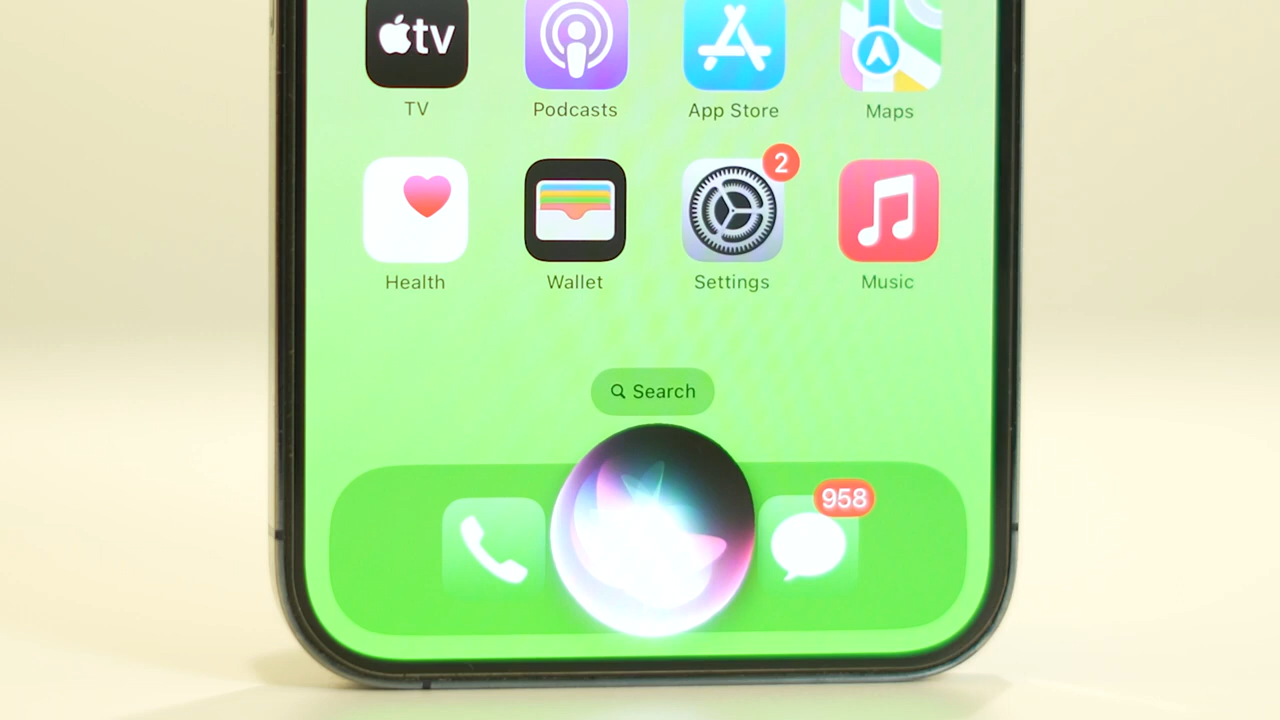 tv
TV
Podcasts
App Store
Maps
2
Health
Wallet
Settings
Music
Search
958